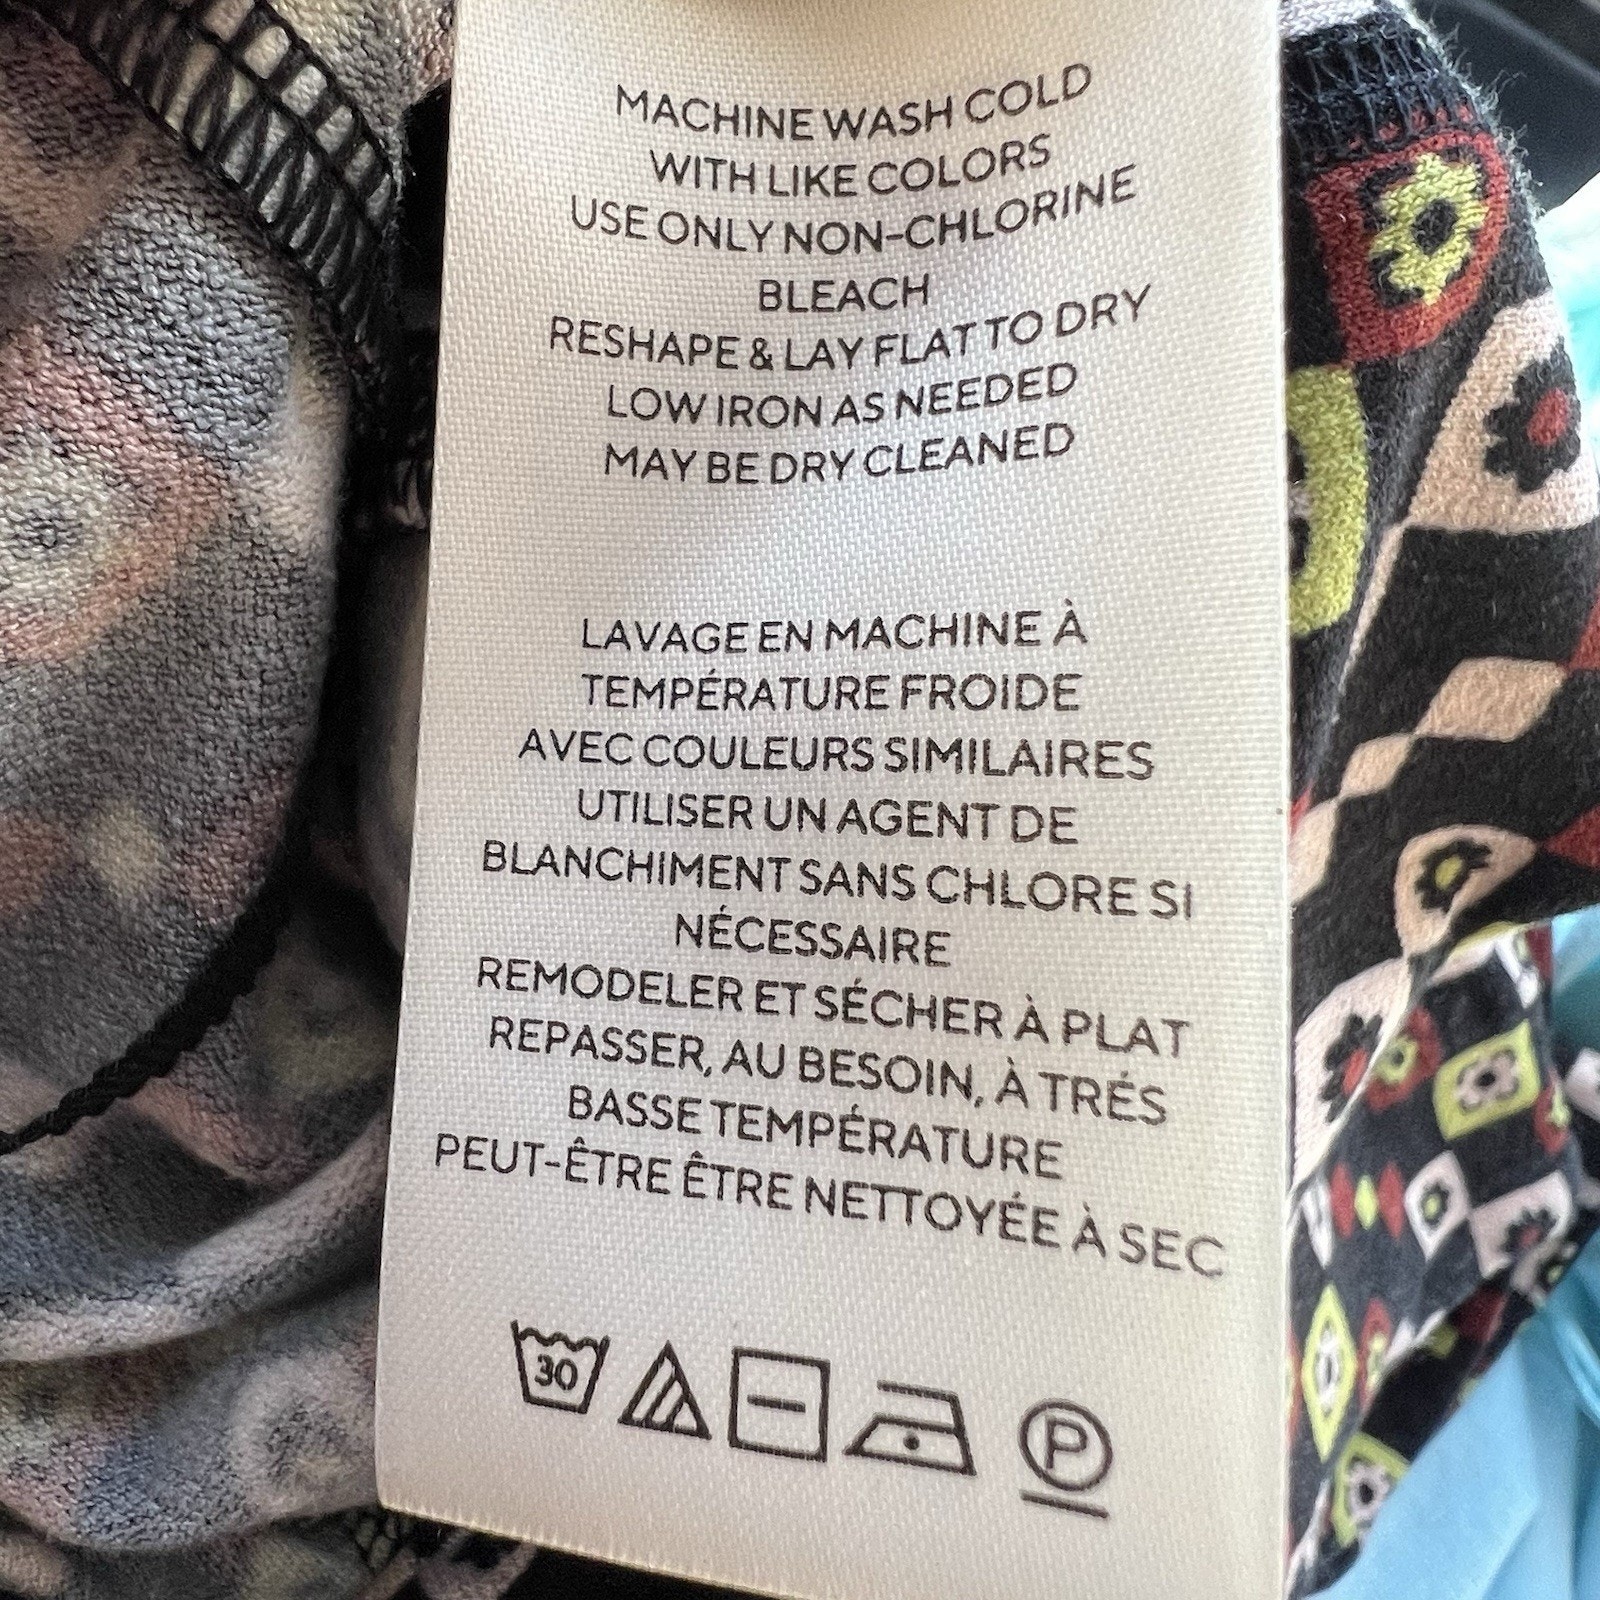 MACHINE WASH COLD
WITH LIKE COLORS
USE ONLY NON-CHLORINE
BLEACH
RESHAPE & LAY FLAT TO DRY
LOW IRON AS NEEDED
MAY BE DRY CLEANED
LAVAGE EN MACHINE À
TEMPÉRATURE FROIDE
AVEC COULEURS SIMILAIRES
UTILISER UN AGENT DE
BLANCHIMENT SANS CHLORE SI
NÉCESSAIRE
REMODELER ET SÉCHER À PLAT
REPASSER, AU BESOIN, À TRÉS
BASSE TEMPÉRATURE
PEUT-ÊTRE ÊTRE NETTOYÉE À SEC
30 P